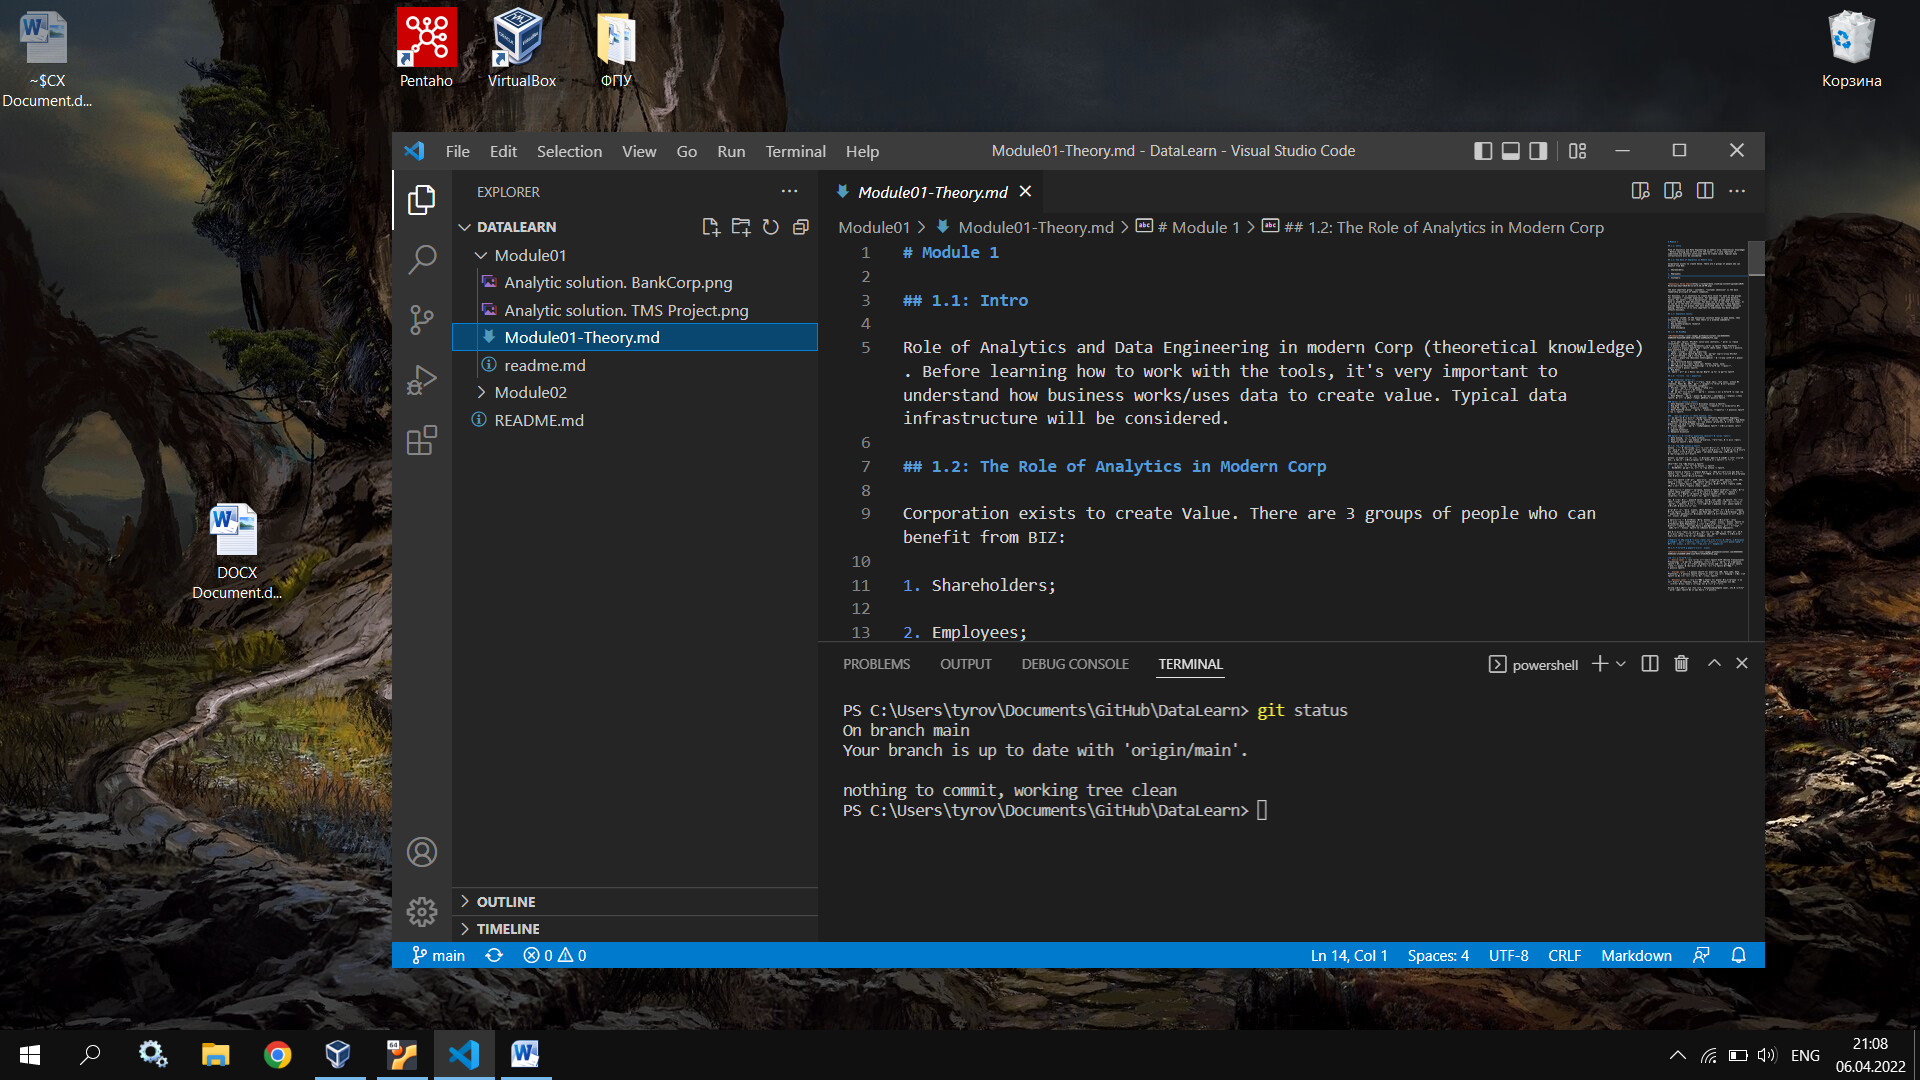 ~$CX
Document.d...
Pentaho
VirtualBox
ФПУ
Корзина
DOCX
Document.d...
File Edit Selection View Go Run Terminal Help
Module01-Theory.md - DataLearn - Visual Studio Code
EXPLORER
DATALEARN
Module01
Analytic solution. BankCorp.png
Analytic solution. TMS Project.png
Module01-Theory.md
readme.md
Module02
README.md
OUTLINE
TIMELINE
Module01-Theory.md
Module01 > Module01-Theory.md > # Module 1 > ## 1.2: The Role of Analytics in Modern Corp
1 # Module 1
2
3 ## 1.1: Intro
4
5 Role of Analytics and Data Engineering in modern Corp (theoretical knowledge)
. Before learning how to work with the tools, it's very important to
understand how business works/uses data to create value. Typical data
infrastructure will be considered.
6
7 ## 1.2: The Role of Analytics in Modern Corp
8
9 Corporation exists to create Value. There are 3 groups of people who can
benefit from BIZ:
10
11 1. Shareholders;
12
13 2. Employees;
PROBLEMS OUTPUT DEBUG CONSOLE TERMINAL
powershell
PS C:\Users\tyrov\Documents\GitHub\DataLearn> git status
On branch main
Your branch is up to date with 'origin/main'.
nothing to commit, working tree clean
PS C:\Users\tyrov\Documents\GitHub\DataLearn>
main 0 0
Ln 14, Col 1 Spaces: 4 UTF-8 CRLF Markdown
64
ENG
21:08
06.04.2022